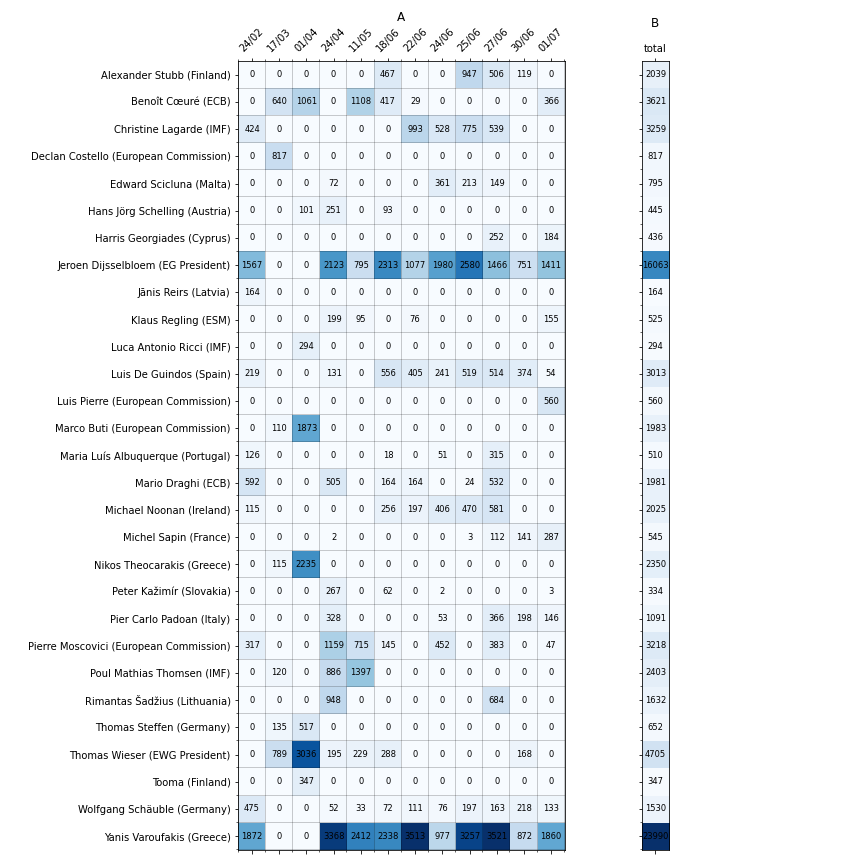 A
B
24/02 17/03 01/04 24/04 11/05 18/06 22/06 24/06 25/06 27/06 30/06 01/07 total
Alexander Stubb (Finland) 0 0 0 0 0 467 0 0 947 506 119 0 2039
Benoît Cœuré (ECB) 0 640 1061 0 1108 417 29 0 0 0 0 366 3621
Christine Lagarde (IMF) 424 0 0 0 0 0 993 528 775 539 0 0 3259
Declan Costello (European Commission) 0 817 0 0 0 0 0 0 0 0 0 0 817
Edward Scicluna (Malta) 0 0 0 72 0 0 0 361 213 149 0 0 795
Hans Jörg Schelling (Austria) 0 0 101 251 0 93 0 0 0 0 0 0 445
Harris Georgiades (Cyprus) 0 0 0 0 0 0 0 0 0 252 0 184 436
Jeroen Dijsselbloem (EG President) 1567 0 0 2123 795 2313 1077 1980 2580 1466 751 1411 16063
Jānis Reirs (Latvia) 164 0 0 0 0 0 0 0 0 0 0 0 164
Klaus Regling (ESM) 0 0 0 199 95 0 76 0 0 0 0 155 525
Luca Antonio Ricci (IMF) 0 0 294 0 0 0 0 0 0 0 0 0 294
Luis De Guindos (Spain) 219 0 0 131 0 556 405 241 519 514 374 54 3013
Luis Pierre (European Commission) 0 0 0 0 0 0 0 0 0 0 0 560 560
Marco Buti (European Commission) 0 110 1873 0 0 0 0 0 0 0 0 0 1983
Maria Luís Albuquerque (Portugal) 126 0 0 0 0 18 0 51 0 315 0 0 510
Mario Draghi (ECB) 592 0 0 505 0 164 164 0 24 532 0 0 1981
Michael Noonan (Ireland) 115 0 0 0 0 256 197 406 470 581 0 0 2025
Michel Sapin (France) 0 0 0 2 0 0 0 0 3 112 141 287 545
Nikos Theocarakis (Greece) 0 115 2235 0 0 0 0 0 0 0 0 0 2350
Peter Kažimír (Slovakia) 0 0 0 267 0 62 0 2 0 0 0 3 334
Pier Carlo Padoan (Italy) 0 0 0 328 0 0 0 53 0 366 198 146 1091
Pierre Moscovici (European Commission) 317 0 0 1159 715 145 0 452 0 383 0 47 3218
Poul Mathias Thomsen (IMF) 0 120 0 886 1397 0 0 0 0 0 0 0 2403
Rimantas Šadžius (Lithuania) 0 0 0 948 0 0 0 0 0 684 0 0 1632
Thomas Steffen (Germany) 0 135 517 0 0 0 0 0 0 0 0 0 652
Thomas Wieser (EWG President) 0 789 3036 195 229 288 0 0 0 0 168 0 4705
Tooma (Finland) 0 0 347 0 0 0 0 0 0 0 0 0 347
Wolfgang Schäuble (Germany) 475 0 0 52 33 72 111 76 197 163 218 133 1530
Yanis Varoufakis (Greece) 1872 0 0 3368 2412 2338 3513 977 3257 3521 872 1860 23990